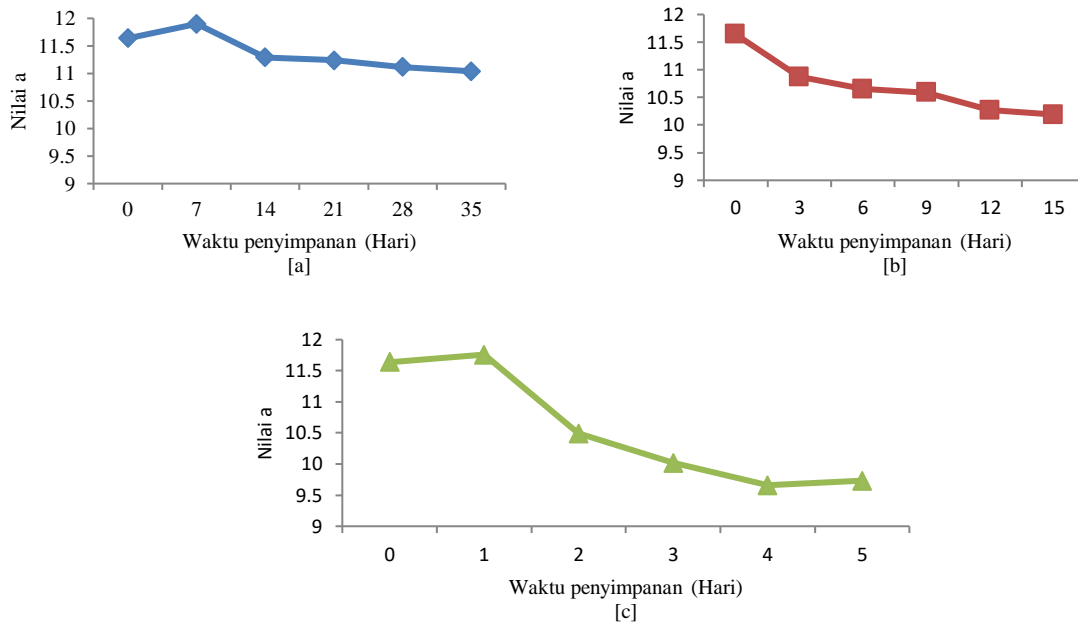 12
11.5
11
10.5
10
9.5
9
Nilai a
0 7 14 21 28 35
Waktu penyimpanan (Hari)
[a]
12
11.5
11
10.5
10
9.5
9
Nilai a
0 3 6 9 12 15
Waktu penyimpanan (Hari)
[b]
12
11.5
11
10.5
10
9.5
9
Nilai a
0 1 2 3 4 5
Waktu penyimpanan (Hari)
[c]